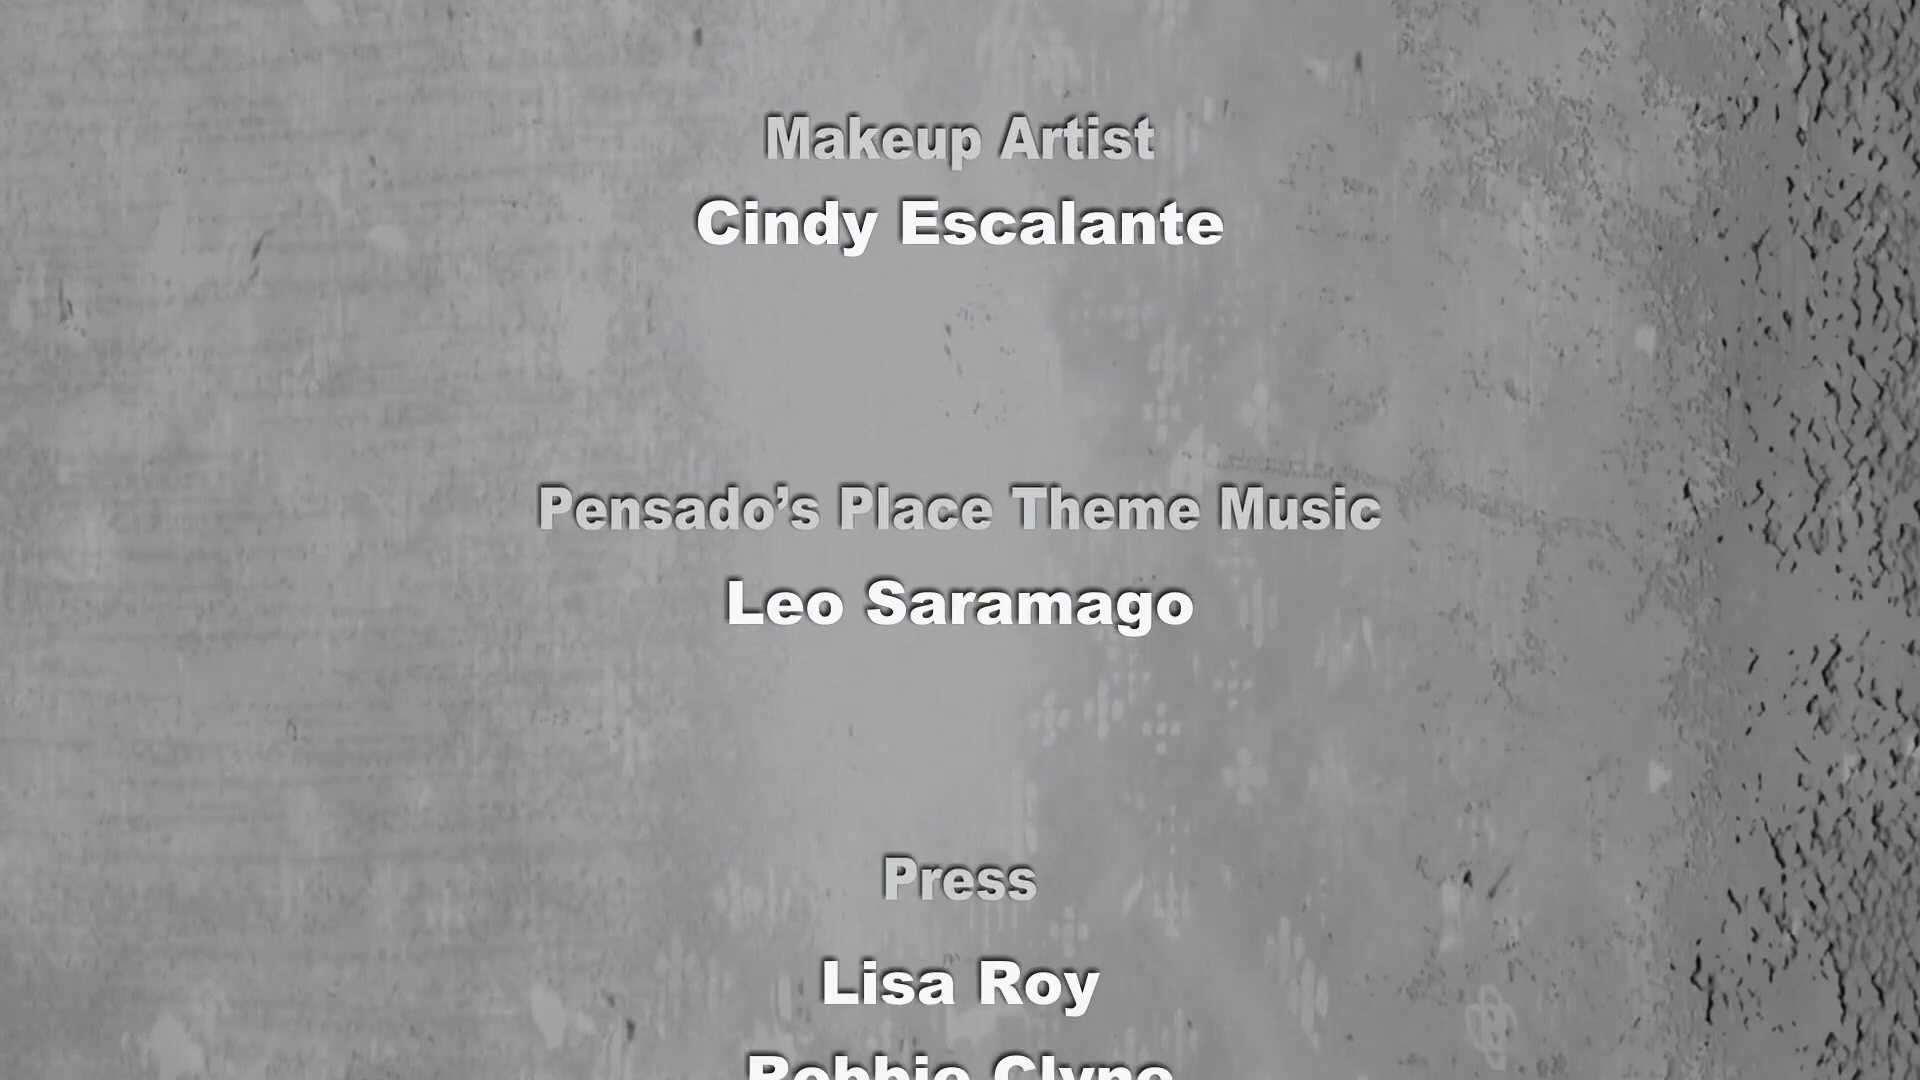 Makeup Artist
Cindy Escalante
Pensado’s Place Theme Music
Leo Saramago
Press
Lisa Roy